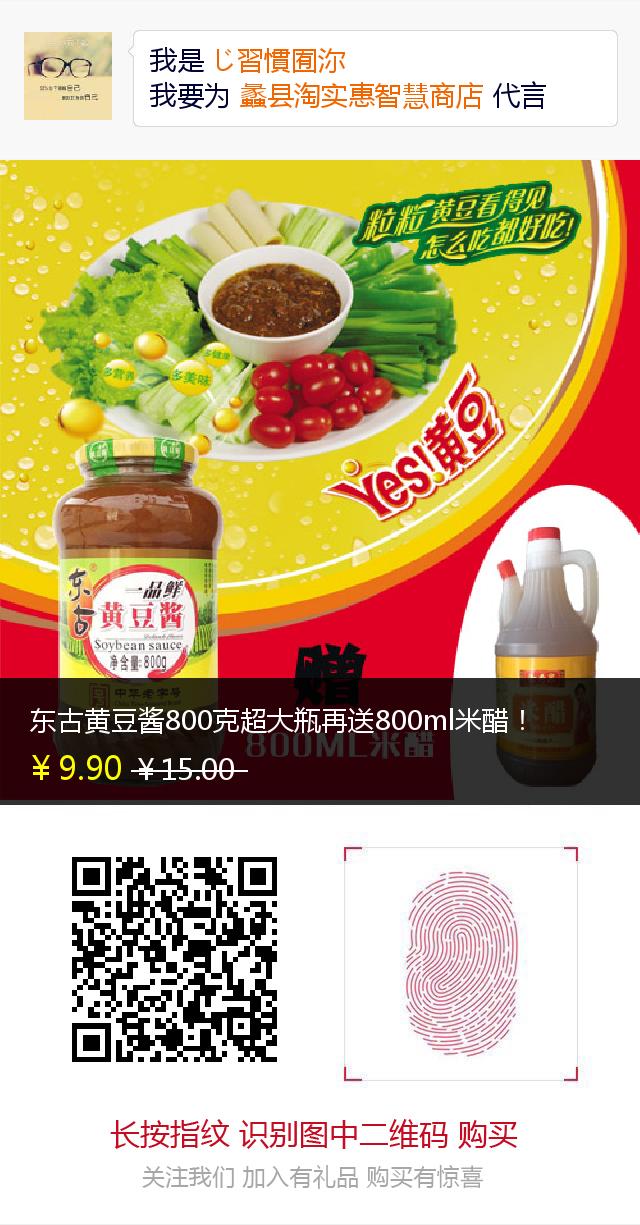 我是 じ習慣囿沵
我要为 蠡县淘实惠智慧商店 代言
粒粒黄豆看得见
怎么吃都好吃!
多健康
多营养
多美味
Yes!黄豆
东古
一品鲜
黄豆酱
Soybean sauce
净含量:800g
中华老字号
赠
800ML米醋
米醋
东古黄豆酱800克超大瓶再送800ml米醋！
￥9.90 ￥15.00
长按指纹 识别图中二维码 购买
关注我们 加入有礼品 购买有惊喜